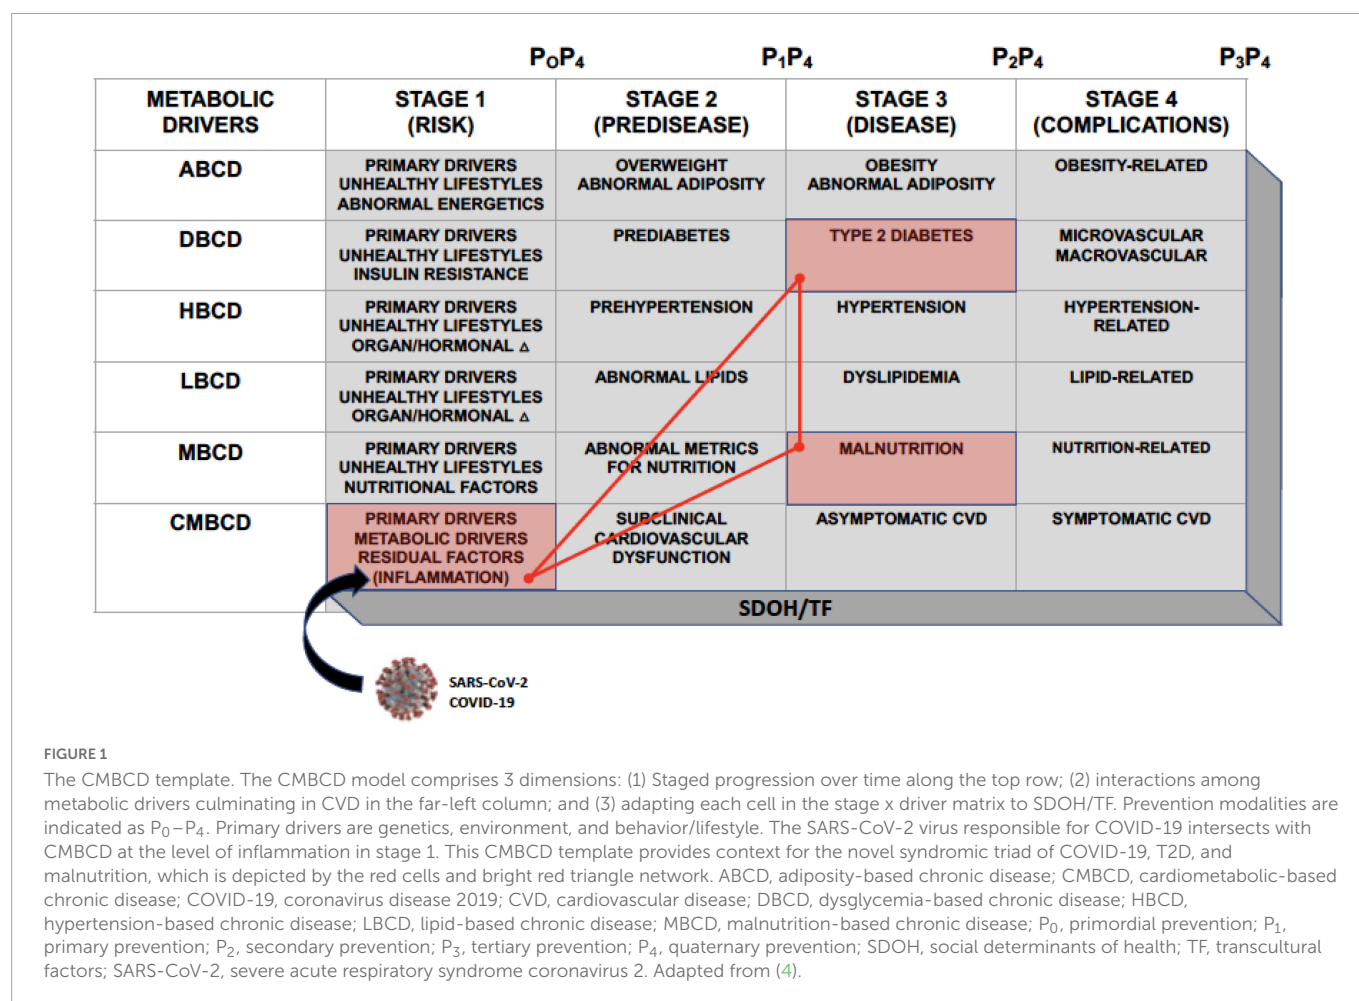 P₀P₄ P₁P₄ P₂P₄ P₃P₄
METABOLIC DRIVERS
STAGE 1 (RISK)
STAGE 2 (PREDISEASE)
STAGE 3 (DISEASE)
STAGE 4 (COMPLICATIONS)
ABCD
PRIMARY DRIVERS
UNHEALTHY LIFESTYLES
ABNORMAL ENERGETICS
OVERWEIGHT
ABNORMAL ADIPOSITY
OBESITY
ABNORMAL ADIPOSITY
OBESITY-RELATED
DBCD
PRIMARY DRIVERS
UNHEALTHY LIFESTYLES
INSULIN RESISTANCE
PREDIABETES
TYPE 2 DIABETES
MICROVASCULAR
MACROVASCULAR
HBCD
PRIMARY DRIVERS
UNHEALTHY LIFESTYLES
ORGAN/HORMONAL Δ
PREHYPERTENSION
HYPERTENSION
HYPERTENSION-
RELATED
LBCD
PRIMARY DRIVERS
UNHEALTHY LIFESTYLES
ORGAN/HORMONAL Δ
ABNORMAL LIPIDS
DYSLIPIDEMIA
LIPID-RELATED
MBCD
PRIMARY DRIVERS
UNHEALTHY LIFESTYLES
NUTRITIONAL FACTORS
ABNORMAL METRICS
FOR NUTRITION
MALNUTRITION
NUTRITION-RELATED
CMBCD
PRIMARY DRIVERS
METABOLIC DRIVERS
RESIDUAL FACTORS
(INFLAMMATION)
SUBCLINICAL
CARDIOVASCULAR
DYSFUNCTION
ASYMPTOMATIC CVD
SYMPTOMATIC CVD
SDOH/TF
SARS-CoV-2
COVID-19
FIGURE 1
The CMBCD template. The CMBCD model comprises 3 dimensions: (1) Staged progression over time along the top row; (2) interactions among
metabolic drivers culminating in CVD in the far-left column; and (3) adapting each cell in the stage x driver matrix to SDOH/TF. Prevention modalities are
indicated as P₀–P₄. Primary drivers are genetics, environment, and behavior/lifestyle. The SARS-CoV-2 virus responsible for COVID-19 intersects with
CMBCD at the level of inflammation in stage 1. This CMBCD template provides context for the novel syndromic triad of COVID-19, T2D, and
malnutrition, which is depicted by the red cells and bright red triangle network. ABCD, adiposity-based chronic disease; CMBCD, cardiometabolic-based
chronic disease; COVID-19, coronavirus disease 2019; CVD, cardiovascular disease; DBCD, dysglycemia-based chronic disease; HBCD,
hypertension-based chronic disease; LBCD, lipid-based chronic disease; MBCD, malnutrition-based chronic disease; P₀, primordial prevention; P₁,
primary prevention; P₂, secondary prevention; P₃, tertiary prevention; P₄, quaternary prevention; SDOH, social determinants of health; TF, transcultural
factors; SARS-CoV-2, severe acute respiratory syndrome coronavirus 2. Adapted from (4).